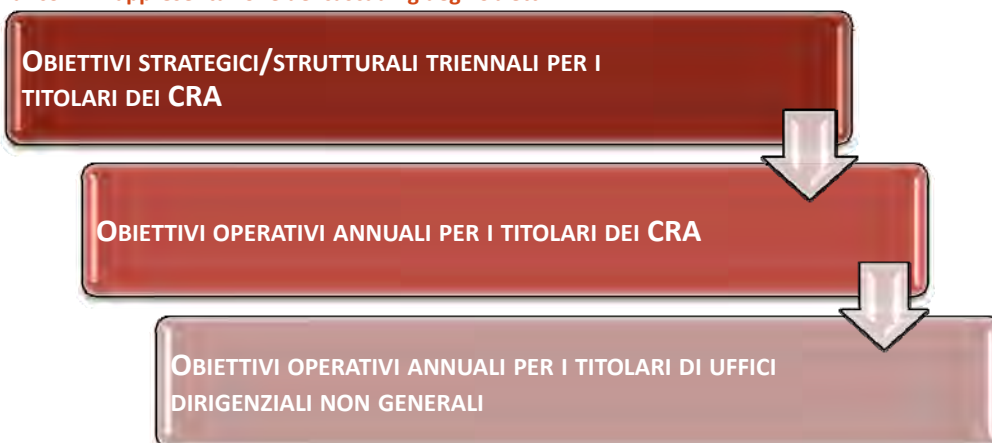 OBIETTIVI STRATEGICI/STRUTTURALI TRIENNALI PER I
TITOLARI DEI CRA
OBIETTIVI OPERATIVI ANNUALI PER I TITOLARI DEI CRA
OBIETTIVI OPERATIVI ANNUALI PER I TITOLARI DI UFFICI
DIRIGENZIALI NON GENERALI